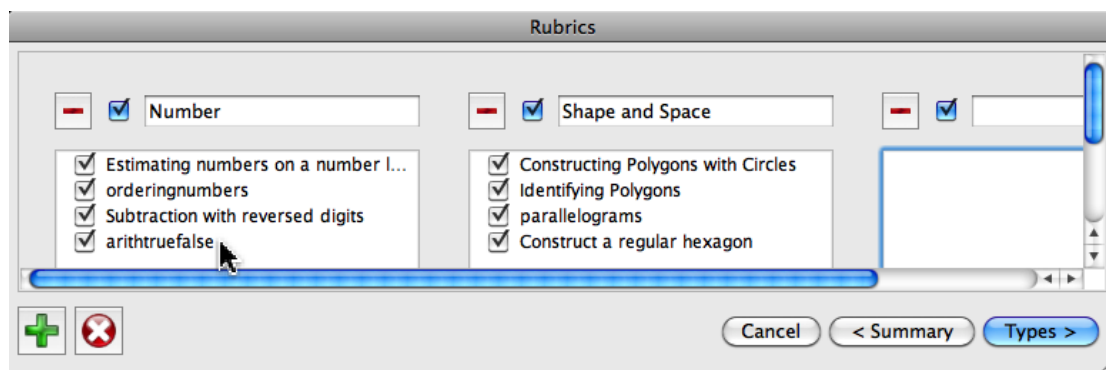 Rubrics
Number
Estimating numbers on a number l...
orderingnumbers
Subtraction with reversed digits
arithtruefalse
Shape and Space
Constructing Polygons with Circles
Identifying Polygons
parallelograms
Construct a regular hexagon
Cancel
< Summary
Types >